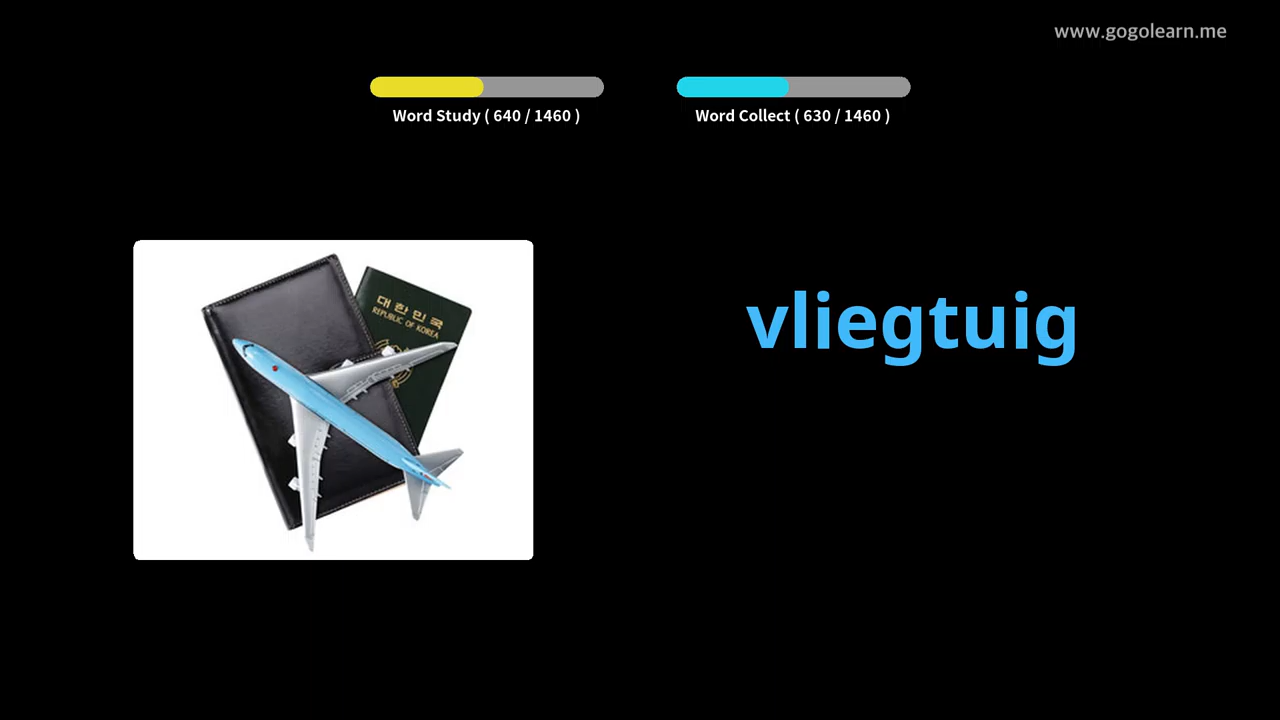 www.gogolearn.me
Word Study ( 640 / 1460 )
Word Collect ( 630 / 1460 )
대한민국
REPUBLIC OF KOREA
vliegtuig